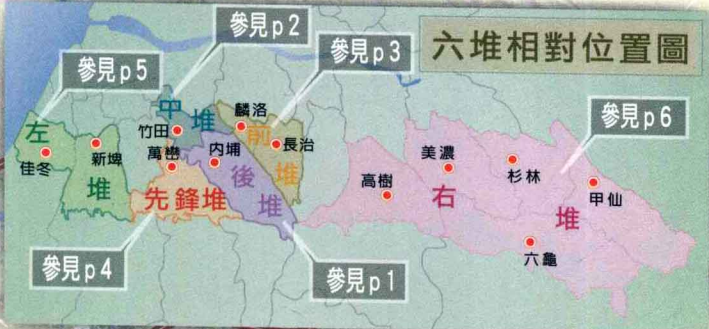 六堆相對位置圖
參見p2
參見p3
參見p5
參見p6
左堆
佳冬
新埤
中堆
竹田
麟洛
前堆
長治
萬巒
內埔
後堆
先鋒堆
美濃
杉林
高樹
右堆
甲仙
六龜
參見p4
參見p1